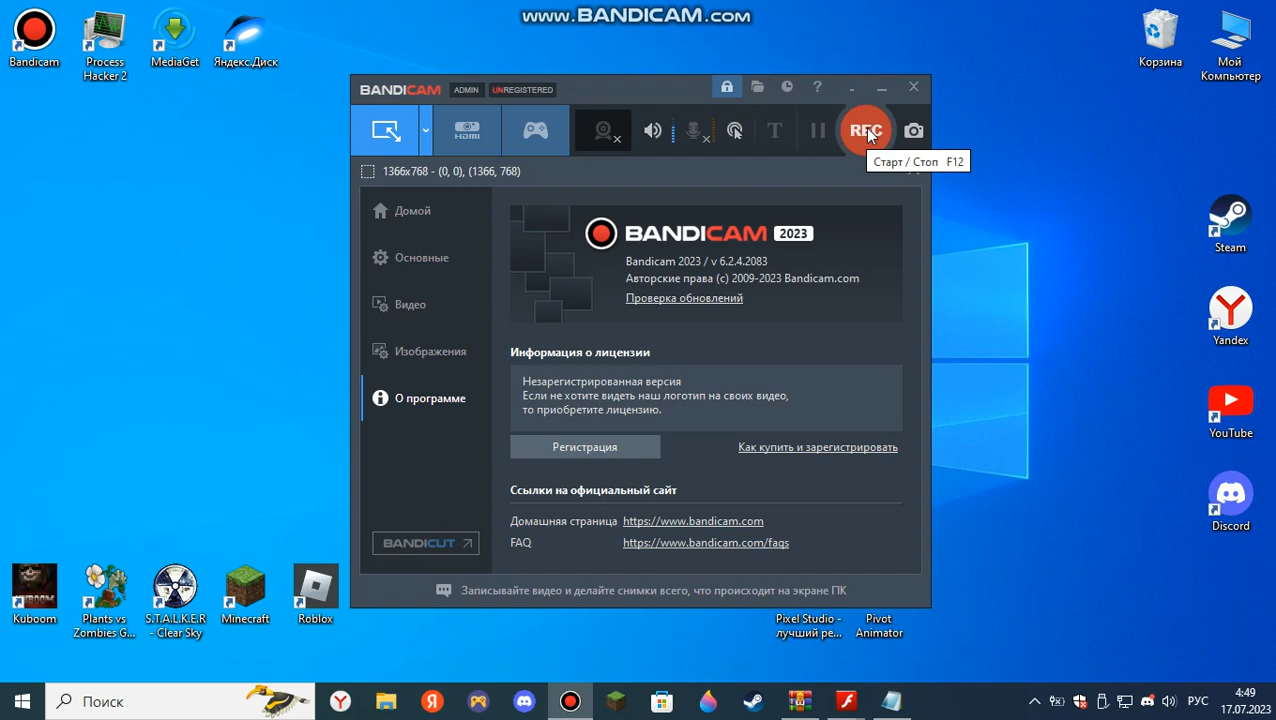 www.BANDICAM.com
Bandicam
Process
Hacker 2
MediaGet
Яндекс.Диск
Корзина
Мой
Компьютер
BANDICAM
ADMIN
UNREGISTERED
?
HDMI
T
REC
Старт / Стоп F12
1366x768 - (0, 0), (1366, 768)
Домой
Основные
Видео
Изображения
О программе
BANDICAM 2023
Bandicam 2023 / v 6.2.4.2083
Авторские права (c) 2009-2023 Bandicam.com
Проверка обновлений
Информация о лицензии
Незарегистрированная версия
Если не хотите видеть наш логотип на своих видео,
то приобретите лицензию.
Регистрация
Как купить и зарегистрировать
Ссылки на официальный сайт
Домашняя страница https://www.bandicam.com
FAQ https://www.bandicam.com/faqs
BANDICUT
Записывайте видео и делайте снимки всего, что происходит на экране ПК
Steam
Yandex
YouTube
Discord
KUBOOM
Kuboom
Plants vs
Zombies G...
S.T.A.L.K.E.R
- Clear Sky
Minecraft
Roblox
Pixel Studio -
лучший ре...
Pivot
Animator
Поиск
РУС
4:49
17.07.2023